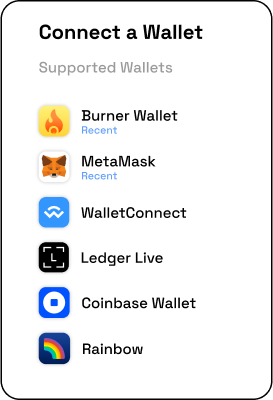 Connect a Wallet
Supported Wallets
Burner Wallet
Recent
MetaMask
Recent
WalletConnect
L
Ledger Live
Coinbase Wallet
Rainbow